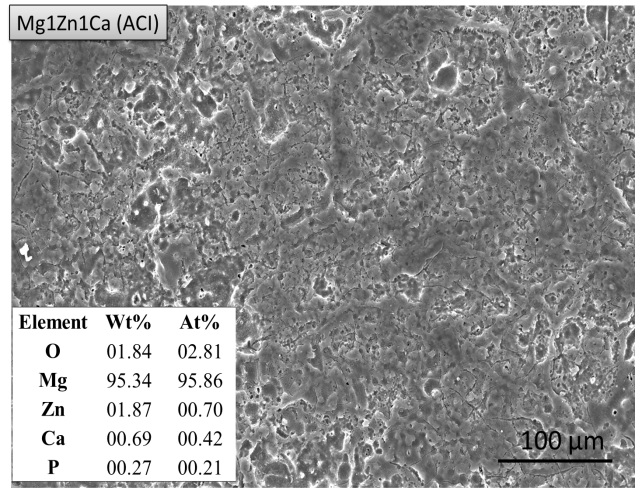 Mg1Zn1Ca (ACI)
Element Wt% At%
O 01.84 02.81
Mg 95.34 95.86
Zn 01.87 00.70
Ca 00.69 00.42
P 00.27 00.21
100 µm